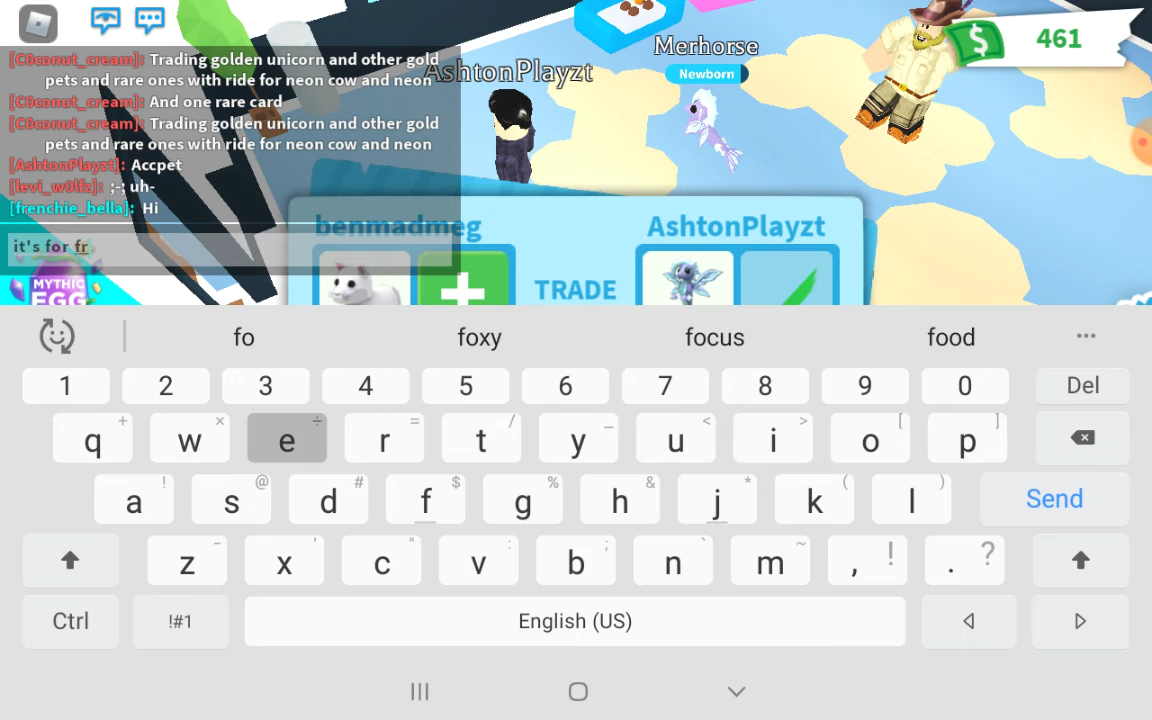 [C0conut_cream]: Trading golden unicorn and other gold
pets and rare ones with ride for neon cow and neon
[C0conut_cream]: And one rare card
[C0conut_cream]: Trading golden unicorn and other gold
pets and rare ones with ride for neon cow and neon
[AshtonPlayzt]: Accpet
[levi_w0lfz]: ;-; uh-
[frenchie_bella]: Hi
it's for fr
AshtonPlayzt
Merhorse
Newborn
$ 461
MYTHIC
EGG
benmadmeg
AshtonPlayzt
+
TRADE
fo foxy focus food ...
1 2 3 4 5 6 7 8 9 0 Del
+ × ÷ = / _ < > [ ]
q w e r t y u i o p
! @ # $ % & * ( )
a s d f g h j k l Send
- ' " : ; ` ~ ! ?
z x c v b n m , .
Ctrl !#1 English (US)